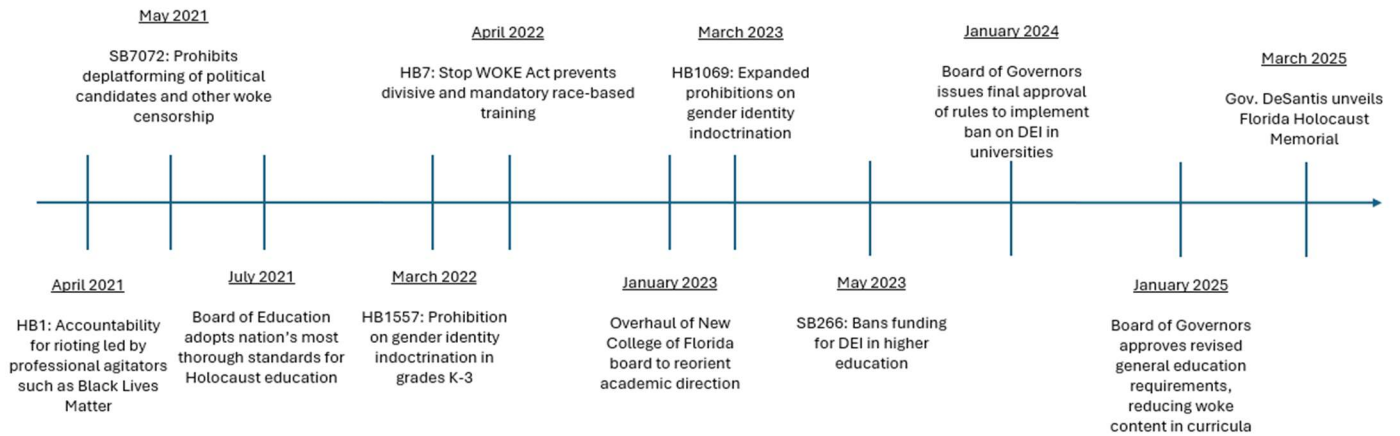 May 2021
SB7072: Prohibits
deplatforming of political
candidates and other woke
censorship
April 2022
HB7: Stop WOKE Act prevents
divisive and mandatory race-based
training
March 2023
HB1069: Expanded
prohibitions on
gender identity
indoctrination
January 2024
Board of Governors
issues final approval
of rules to implement
ban on DEI in
universities
March 2025
Gov. DeSantis unveils
Florida Holocaust
Memorial
April 2021
HB1: Accountability
for rioting led by
professional agitators
such as Black Lives
Matter
July 2021
Board of Education
adopts nation's most
thorough standards for
Holocaust education
March 2022
HB1557: Prohibition
on gender identity
indoctrination in
grades K-3
January 2023
Overhaul of New
College of Florida
board to reorient
academic direction
May 2023
SB266: Bans funding
for DEI in higher
education
January 2025
Board of Governors
approves revised
general education
requirements,
reducing woke
content in curricula